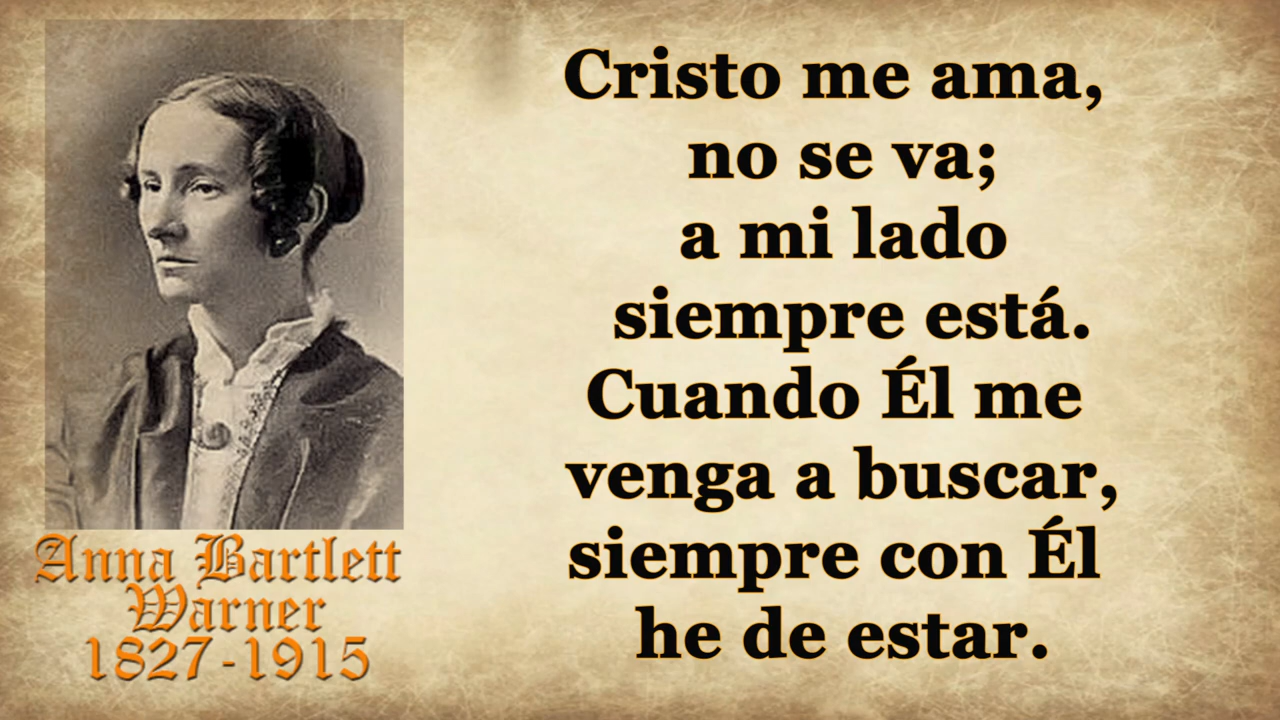 Cristo me ama,
no se va;
a mi lado
siempre está.
Cuando Él me
venga a buscar,
siempre con Él
he de estar.
Anna Bartlett
Warner
1827-1915